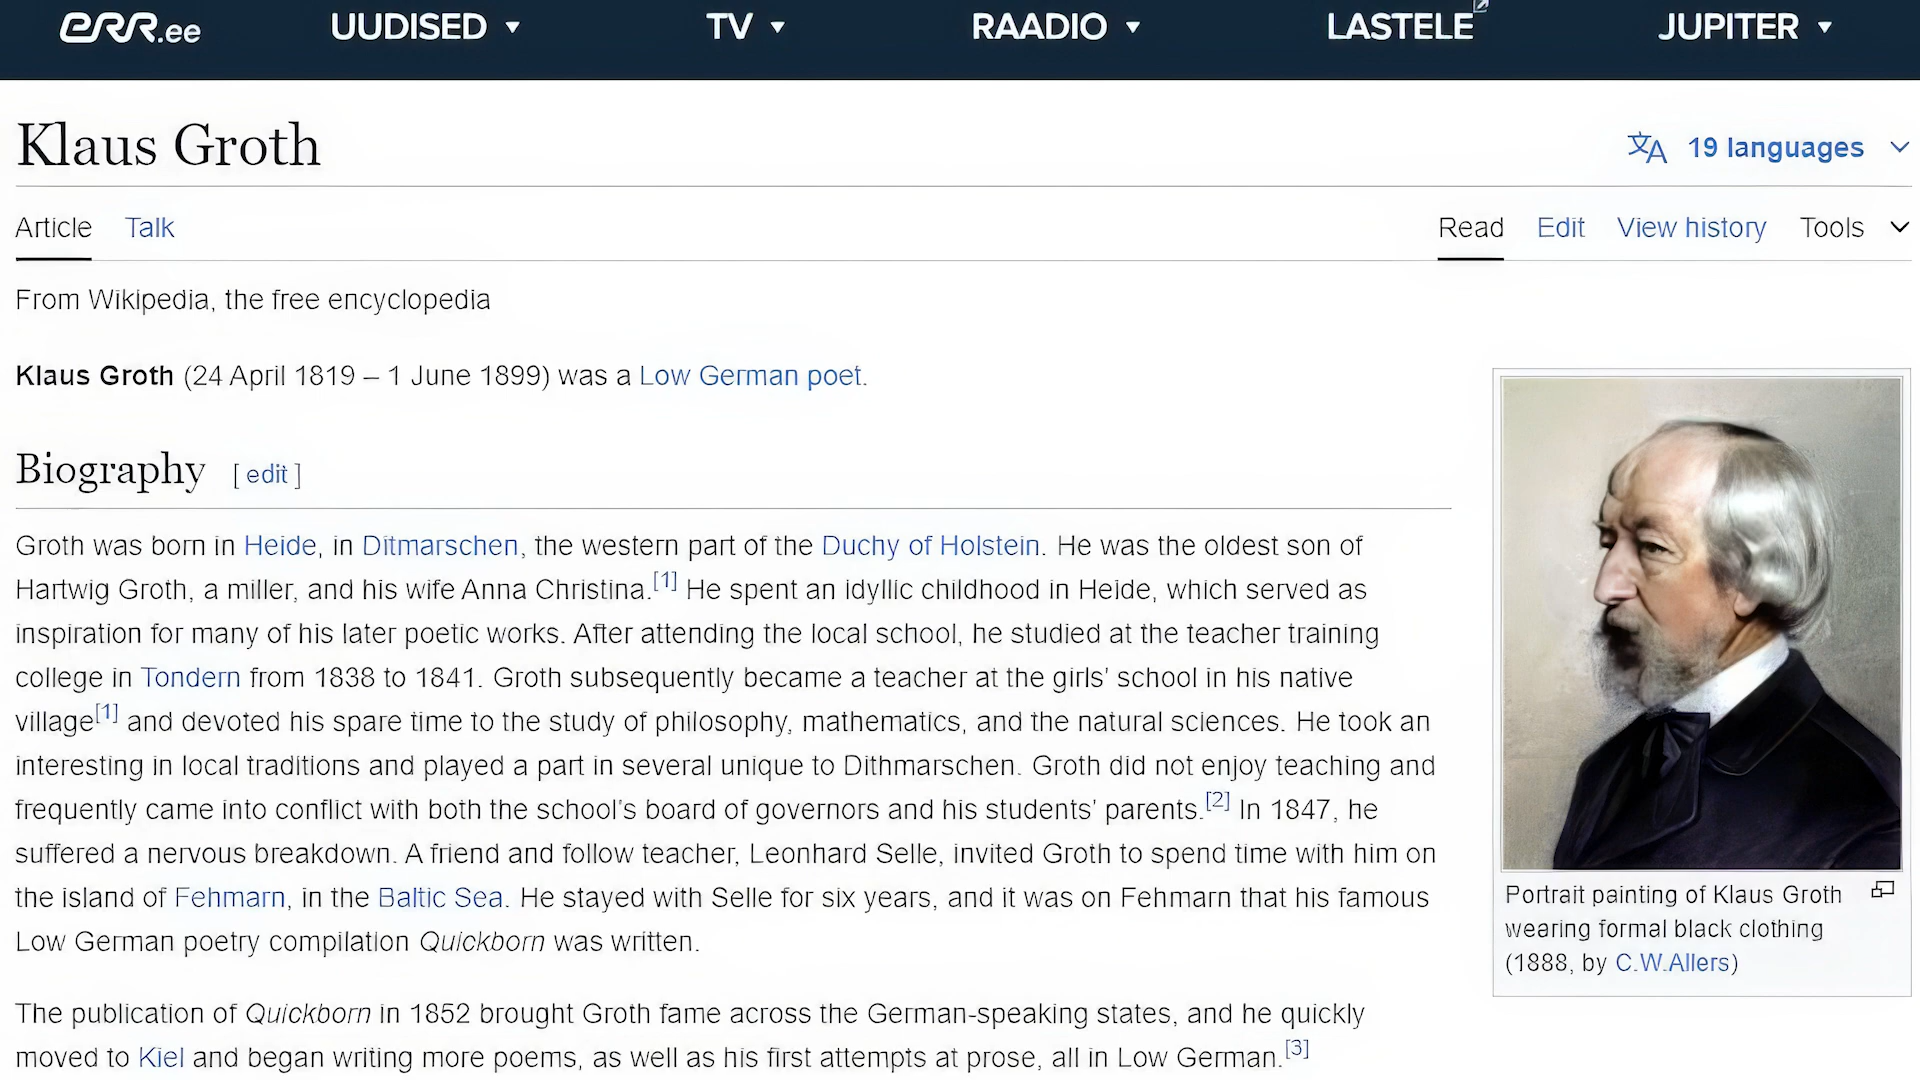 err.ee UUDISED TV RAADIO LASTELE JUPITER
Klaus Groth
19 languages
Article Talk Read Edit View history Tools
From Wikipedia, the free encyclopedia
Klaus Groth (24 April 1819 – 1 June 1899) was a Low German poet.
Biography [ edit ]
Groth was born in Heide, in Ditmarschen, the western part of the Duchy of Holstein. He was the oldest son of
Hartwig Groth, a miller, and his wife Anna Christina.[1] He spent an idyllic childhood in Heide, which served as
inspiration for many of his later poetic works. After attending the local school, he studied at the teacher training
college in Tondern from 1838 to 1841. Groth subsequently became a teacher at the girls' school in his native
village[1] and devoted his spare time to the study of philosophy, mathematics, and the natural sciences. He took an
interesting in local traditions and played a part in several unique to Dithmarschen. Groth did not enjoy teaching and
frequently came into conflict with both the school's board of governors and his students' parents.[2] In 1847, he
suffered a nervous breakdown. A friend and follow teacher, Leonhard Selle, invited Groth to spend time with him on
the island of Fehmarn, in the Baltic Sea. He stayed with Selle for six years, and it was on Fehmarn that his famous
Low German poetry compilation Quickborn was written.
The publication of Quickborn in 1852 brought Groth fame across the German-speaking states, and he quickly
moved to Kiel and began writing more poems, as well as his first attempts at prose, all in Low German.[3]
Portrait painting of Klaus Groth
wearing formal black clothing
(1888, by C.W.Allers)